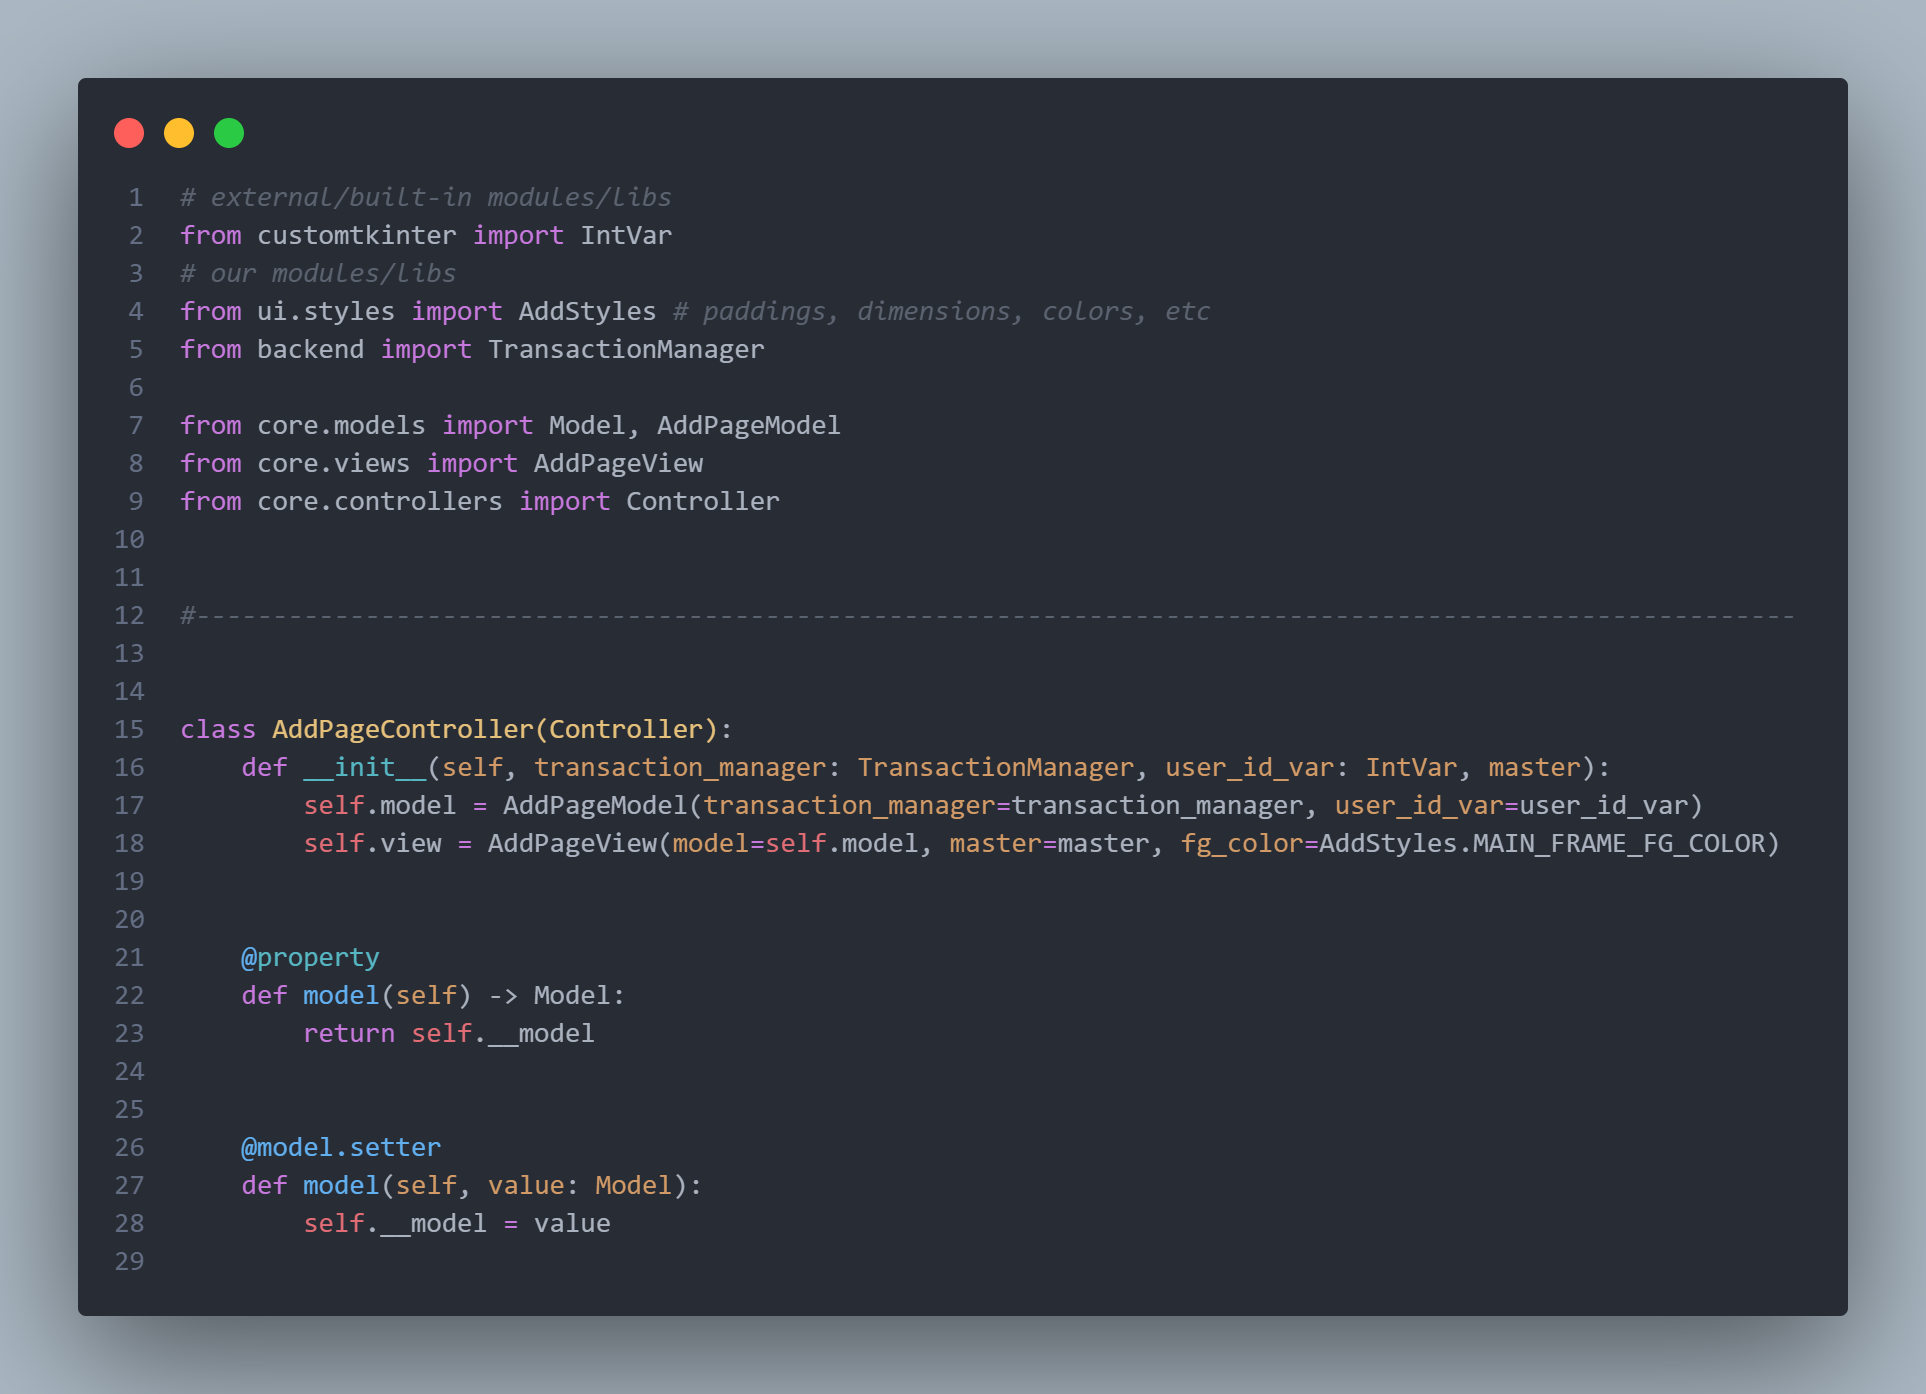 1 # external/built-in modules/libs
2 from customtkinter import IntVar
3 # our modules/libs
4 from ui.styles import AddStyles # paddings, dimensions, colors, etc
5 from backend import TransactionManager
6
7 from core.models import Model, AddPageModel
8 from core.views import AddPageView
9 from core.controllers import Controller
10
11
12 #--------------------------------------------------------------------------------------------------------
13
14
15 class AddPageController(Controller):
16     def __init__(self, transaction_manager: TransactionManager, user_id_var: IntVar, master):
17         self.model = AddPageModel(transaction_manager=transaction_manager, user_id_var=user_id_var)
18         self.view = AddPageView(model=self.model, master=master, fg_color=AddStyles.MAIN_FRAME_FG_COLOR)
19
20
21     @property
22     def model(self) -> Model:
23         return self.__model
24
25
26     @model.setter
27     def model(self, value: Model):
28         self.__model = value
29